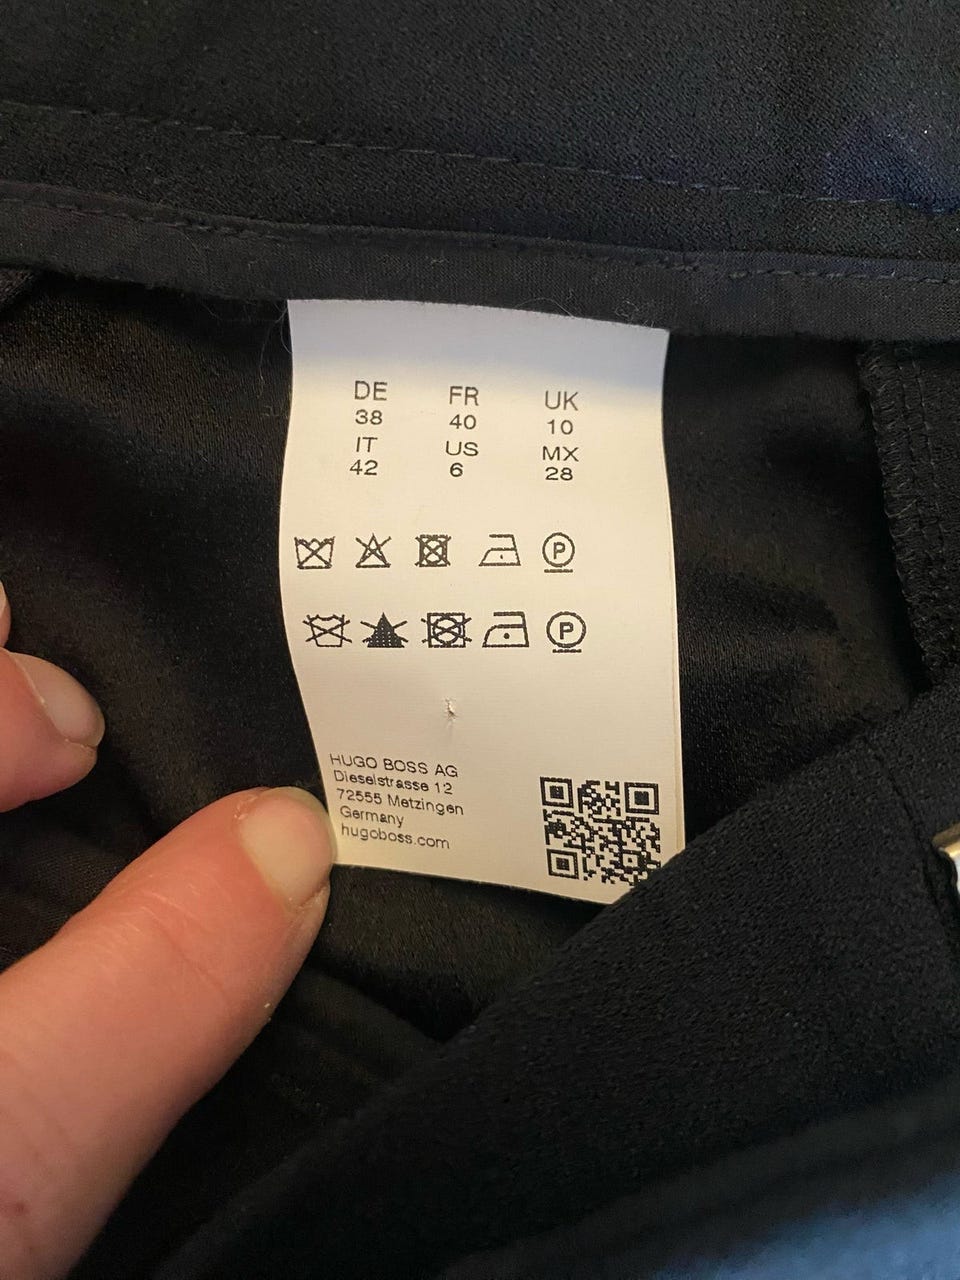 DE FR UK
38 40 10
IT US MX
42 6 28
P
P
HUGO BOSS AG
Dieselstrasse 12
72555 Metzingen
Germany
hugoboss.com